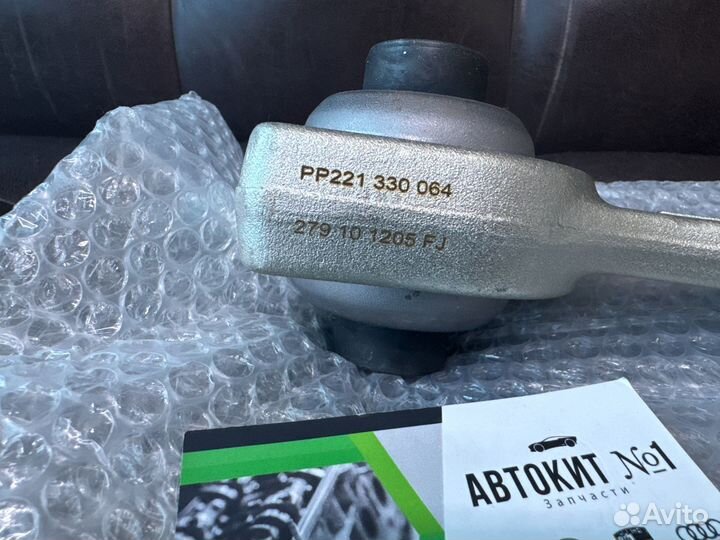 PP221 330 064
279 10 1205 FJ
АВТОКИТ №1
Запчасти
Avito